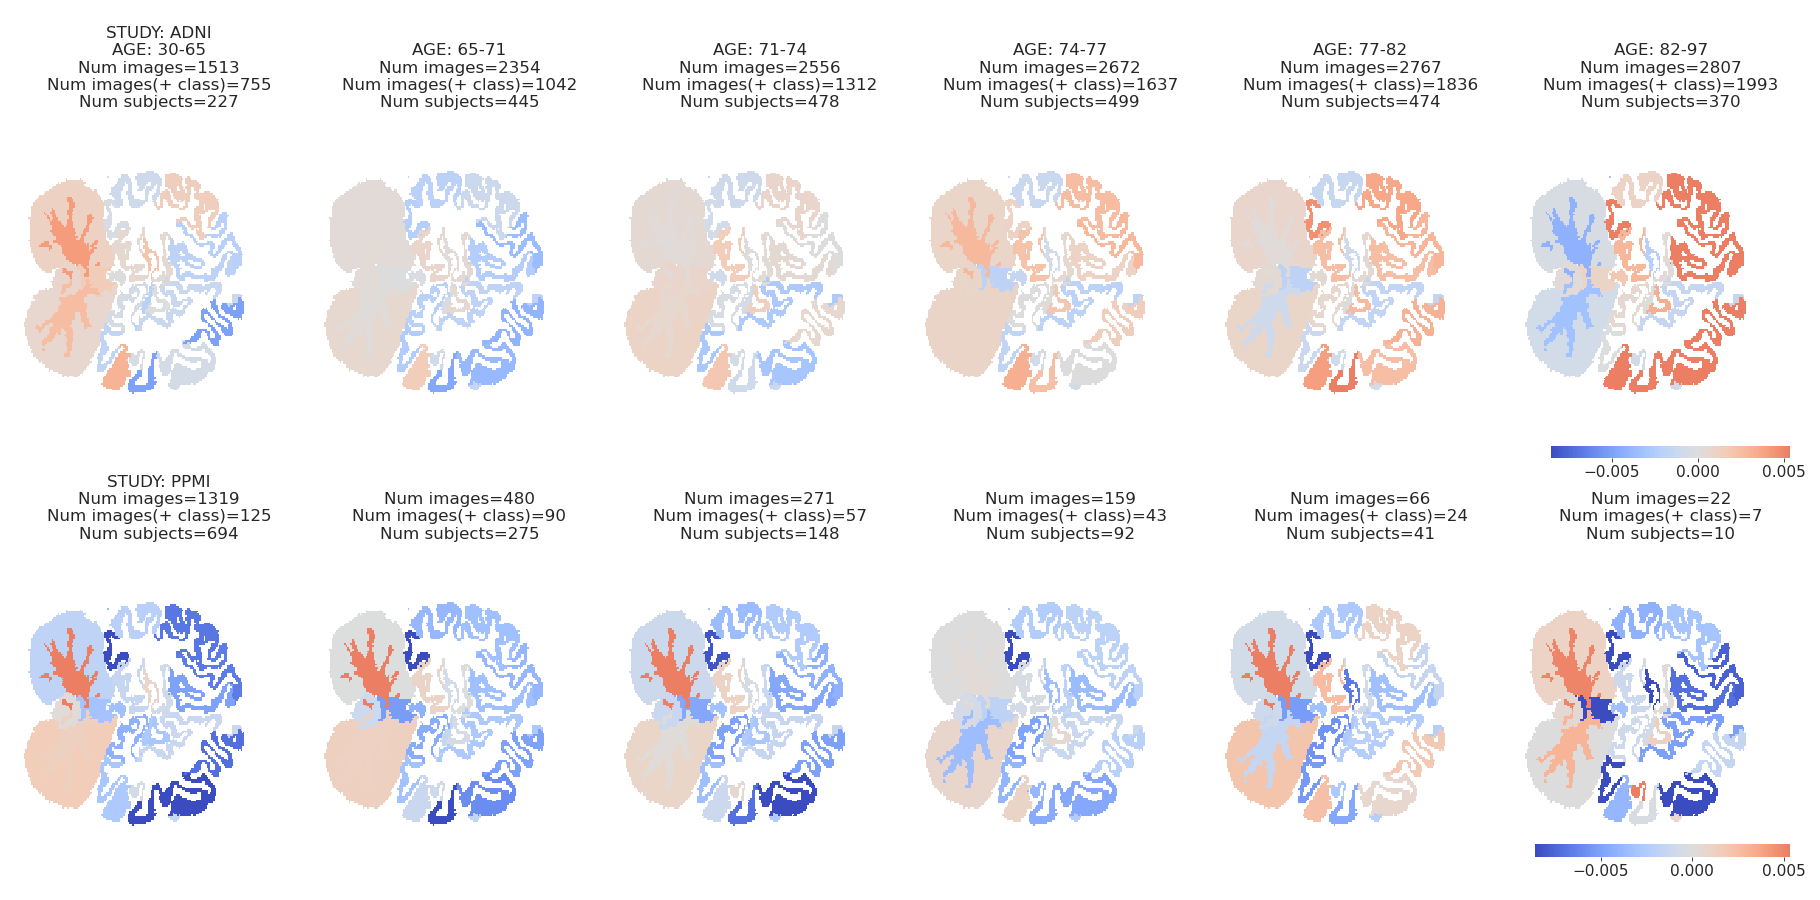 STUDY: ADNI
AGE: 30-65
Num images=1513
Num images(+ class)=755
Num subjects=227
AGE: 65-71
Num images=2354
Num images(+ class)=1042
Num subjects=445
AGE: 71-74
Num images=2556
Num images(+ class)=1312
Num subjects=478
AGE: 74-77
Num images=2672
Num images(+ class)=1637
Num subjects=499
AGE: 77-82
Num images=2767
Num images(+ class)=1836
Num subjects=474
AGE: 82-97
Num images=2807
Num images(+ class)=1993
Num subjects=370
−0.005 0.000 0.005
STUDY: PPMI
Num images=1319
Num images(+ class)=125
Num subjects=694
Num images=480
Num images(+ class)=90
Num subjects=275
Num images=271
Num images(+ class)=57
Num subjects=148
Num images=159
Num images(+ class)=43
Num subjects=92
Num images=66
Num images(+ class)=24
Num subjects=41
Num images=22
Num images(+ class)=7
Num subjects=10
−0.005 0.000 0.005